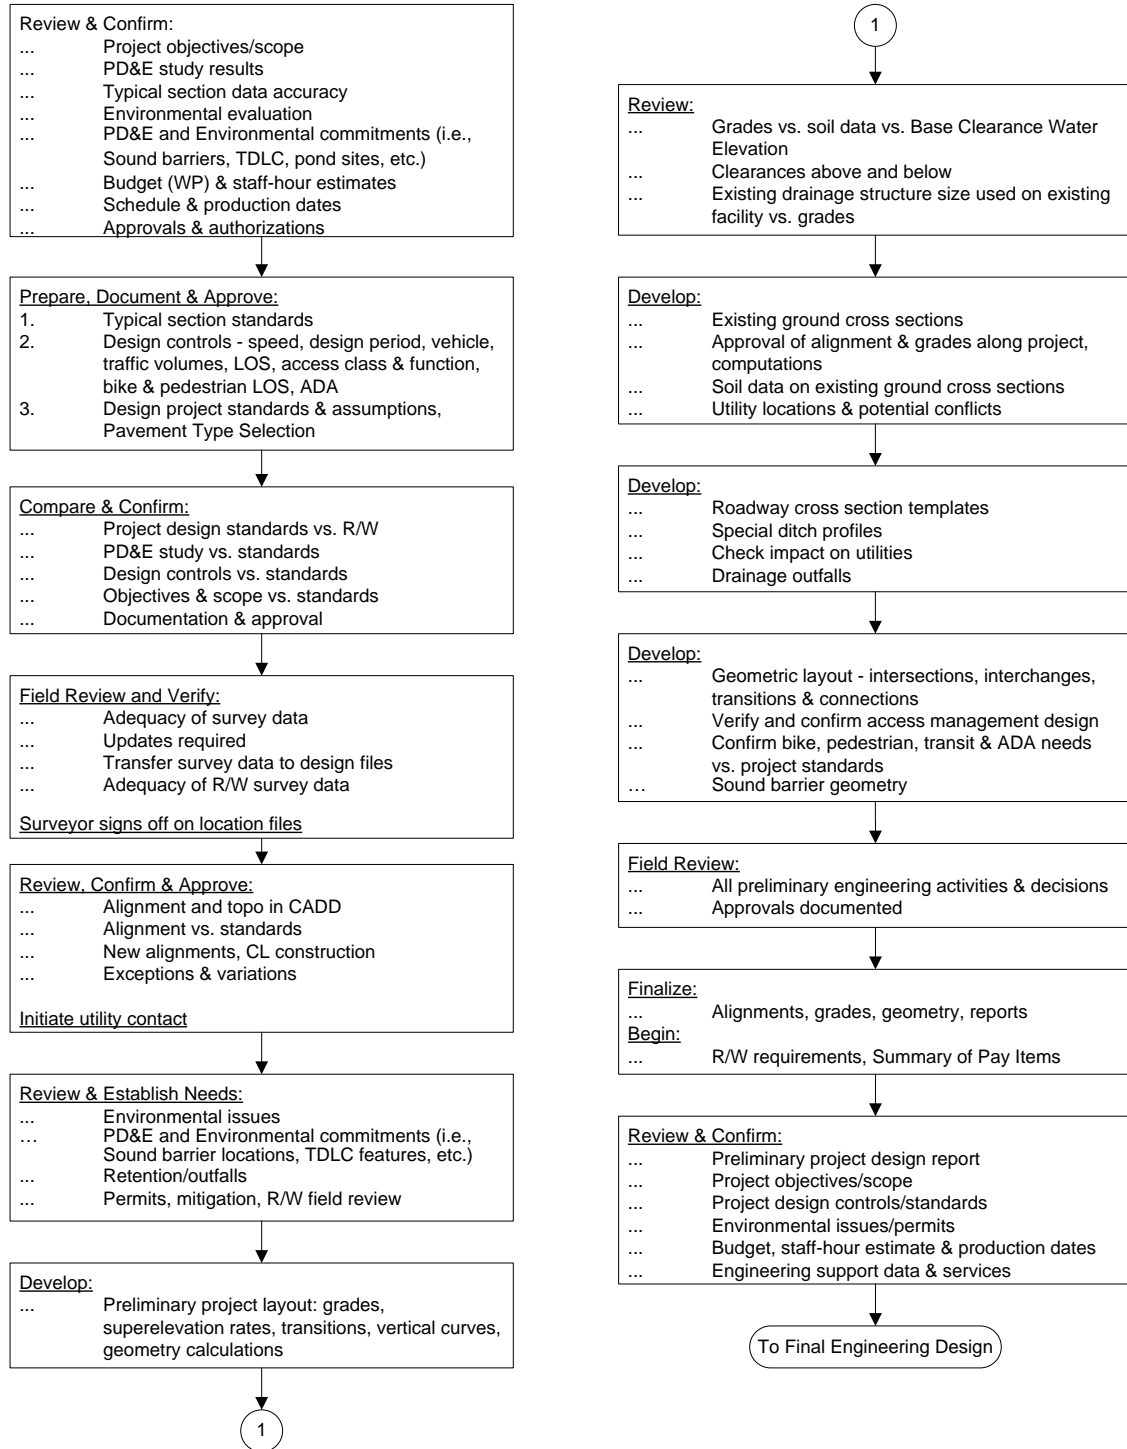 Review & Confirm:
... Project objectives/scope
... PD&E study results
... Typical section data accuracy
... Environmental evaluation
... PD&E and Environmental commitments (i.e.,
Sound barriers, TDLC, pond sites, etc.)
... Budget (WP) & staff-hour estimates
... Schedule & production dates
... Approvals & authorizations
Prepare, Document & Approve:
1. Typical section standards
2. Design controls - speed, design period, vehicle,
traffic volumes, LOS, access class & function,
bike & pedestrian LOS, ADA
3. Design project standards & assumptions,
Pavement Type Selection
Compare & Confirm:
... Project design standards vs. R/W
... PD&E study vs. standards
... Design controls vs. standards
... Objectives & scope vs. standards
... Documentation & approval
Field Review and Verify:
... Adequacy of survey data
... Updates required
... Transfer survey data to design files
... Adequacy of R/W survey data
Surveyor signs off on location files
Review, Confirm & Approve:
... Alignment and topo in CADD
... Alignment vs. standards
... New alignments, CL construction
... Exceptions & variations
Initiate utility contact
Review & Establish Needs:
... Environmental issues
… PD&E and Environmental commitments (i.e.,
Sound barrier locations, TDLC features, etc.)
... Retention/outfalls
... Permits, mitigation, R/W field review
Develop:
... Preliminary project layout: grades,
superelevation rates, transitions, vertical curves,
geometry calculations
1
1
Review:
... Grades vs. soil data vs. Base Clearance Water
Elevation
... Clearances above and below
... Existing drainage structure size used on existing
facility vs. grades
Develop:
... Existing ground cross sections
... Approval of alignment & grades along project,
computations
... Soil data on existing ground cross sections
... Utility locations & potential conflicts
Develop:
... Roadway cross section templates
... Special ditch profiles
... Check impact on utilities
... Drainage outfalls
Develop:
... Geometric layout - intersections, interchanges,
transitions & connections
... Verify and confirm access management design
... Confirm bike, pedestrian, transit & ADA needs
vs. project standards
… Sound barrier geometry
Field Review:
... All preliminary engineering activities & decisions
... Approvals documented
Finalize:
... Alignments, grades, geometry, reports
Begin:
... R/W requirements, Summary of Pay Items
Review & Confirm:
... Preliminary project design report
... Project objectives/scope
... Project design controls/standards
... Environmental issues/permits
... Budget, staff-hour estimate & production dates
... Engineering support data & services
To Final Engineering Design